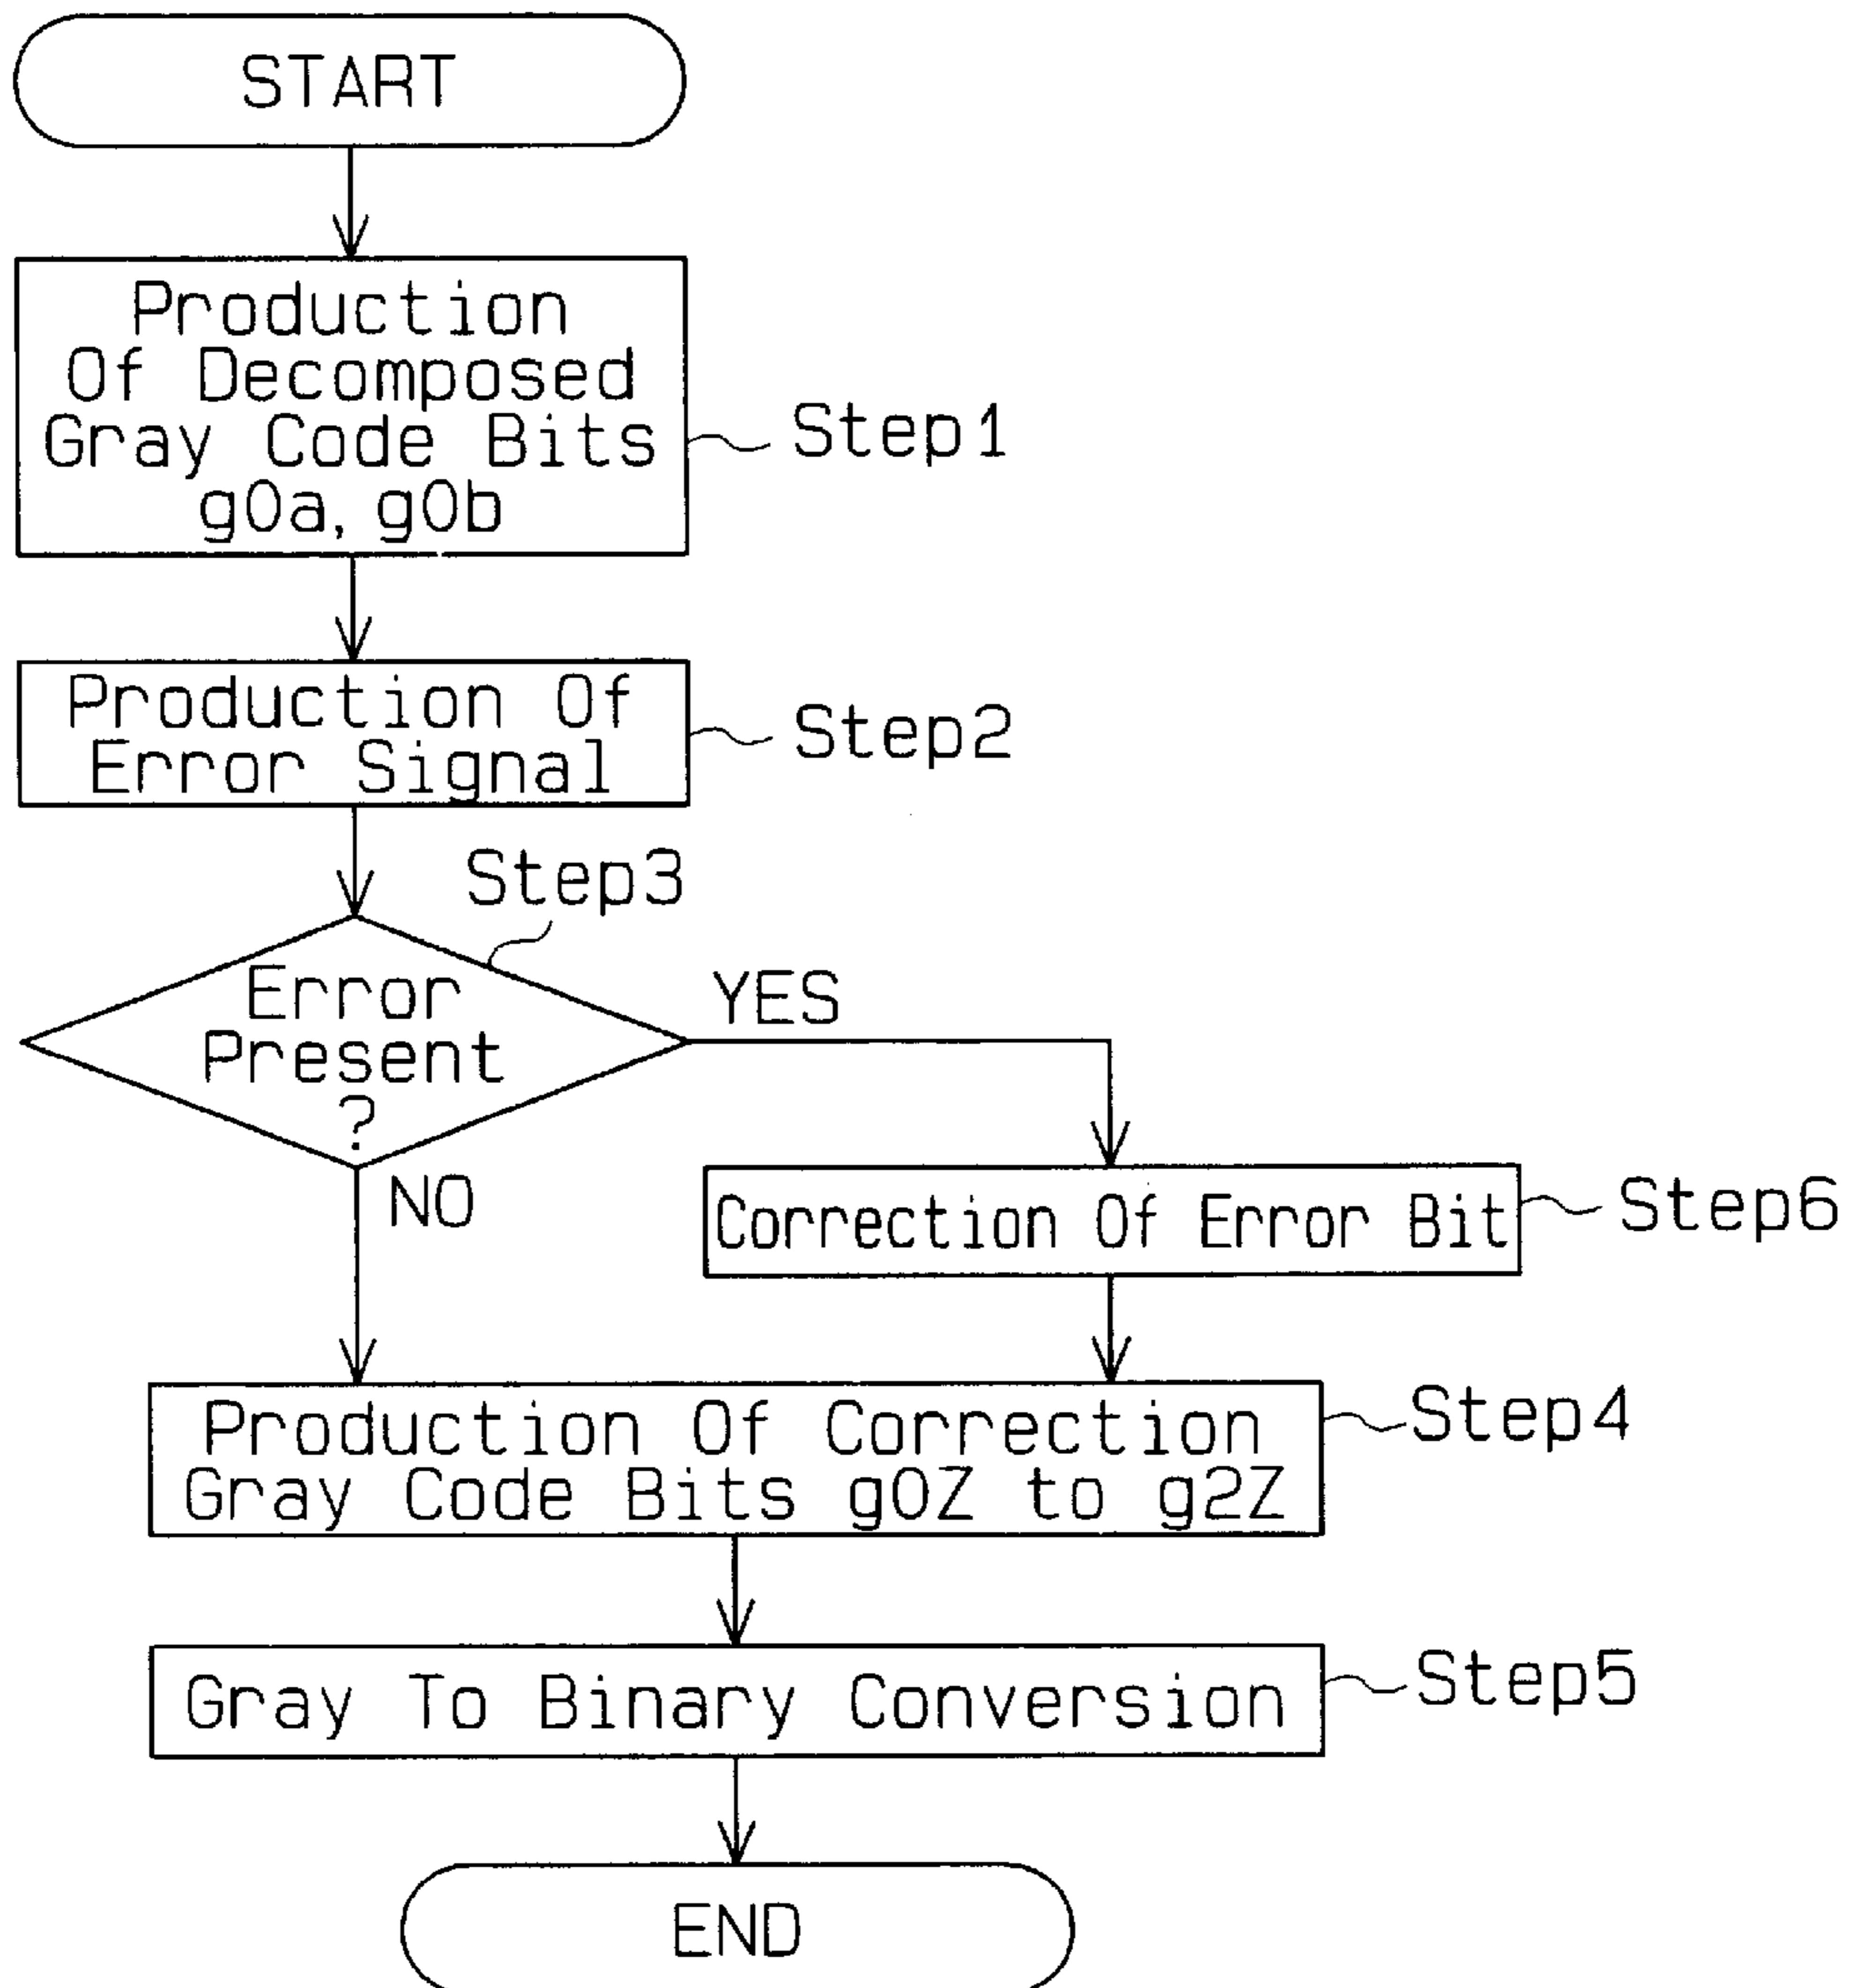 START
Production
Of Decomposed
Gray Code Bits
g0a, g0b
Step1
Production Of
Error Signal
Step2
Step3
Error
Present
?
YES
NO
Correction Of Error Bit
Step6
Production Of Correction
Gray Code Bits g0Z to g2Z
Step4
Gray To Binary Conversion
Step5
END